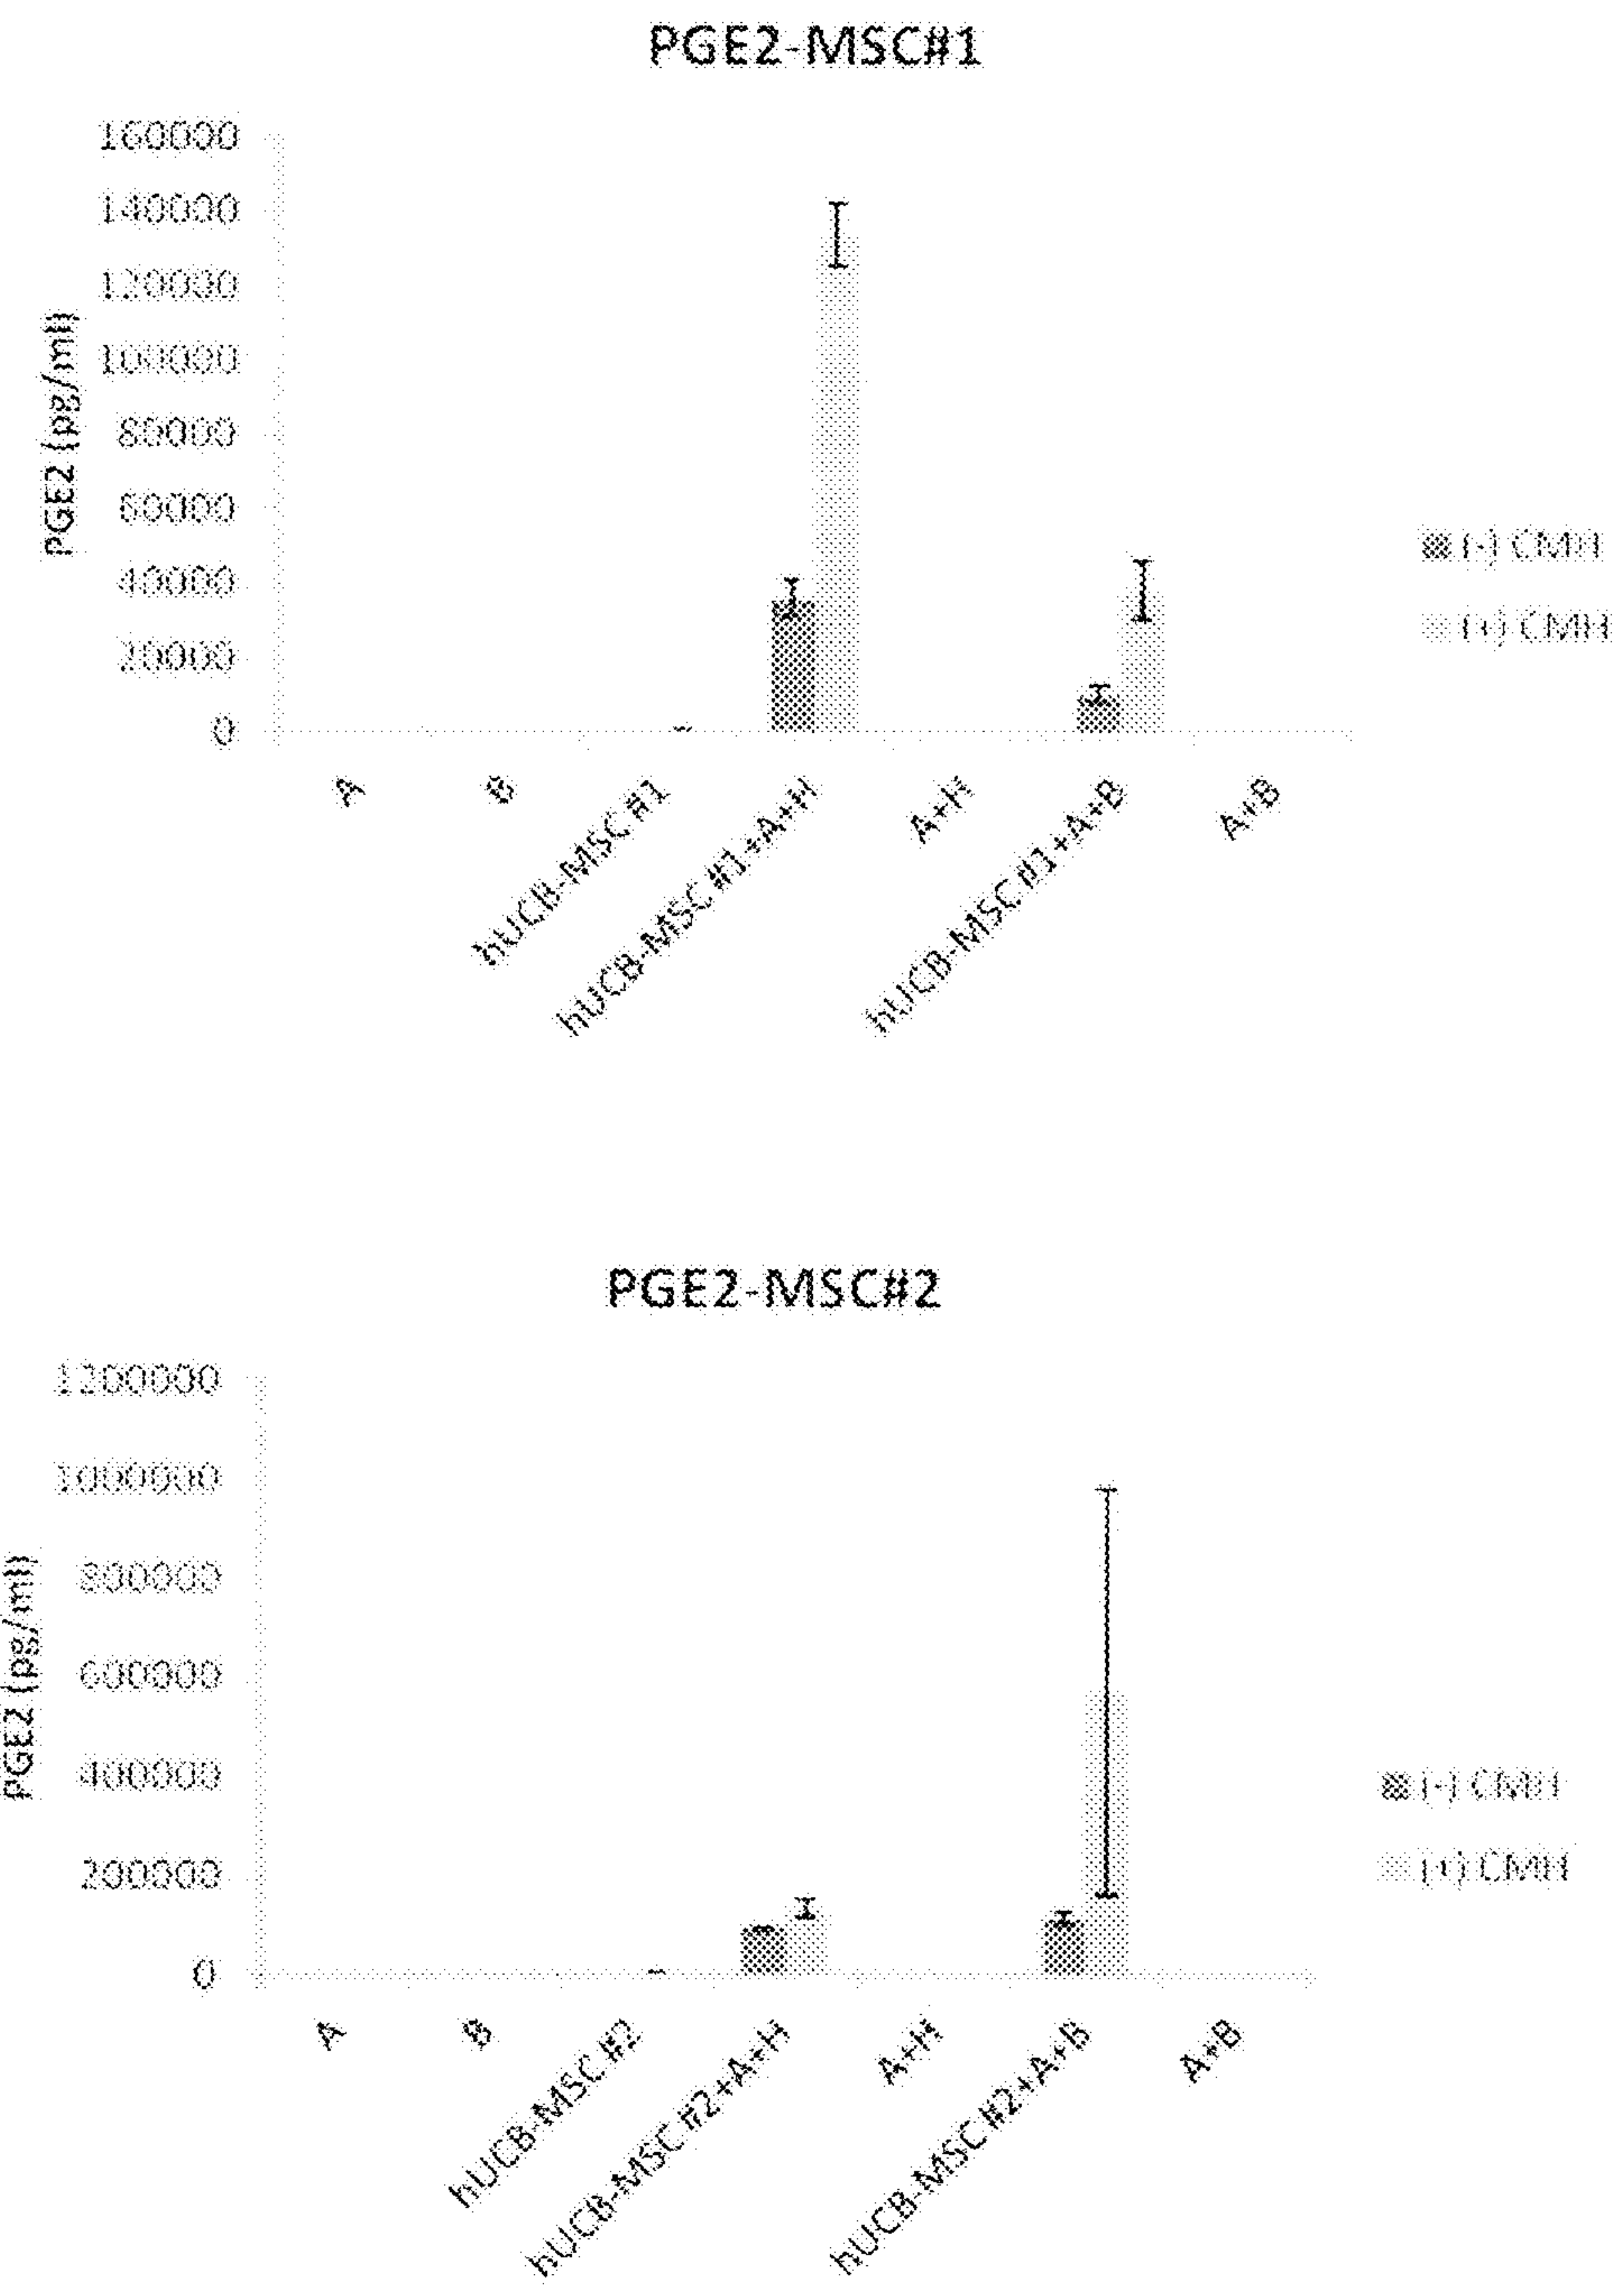 PGE2-MSC#1
160000
140000
120000
100000
80000
60000
40000
20000
0
PGE2 (pg/ml)
A
B
hUCB-MSC #1
hUCB-MSC #1+A+H
A+H
hUCB-MSC #1+A+B
A+B
(-) CMH
(+) CMH
PGE2-MSC#2
1200000
1000000
800000
600000
400000
200000
0
PGE2 (pg/ml)
A
B
hUCB-MSC #2
hUCB-MSC #2+A+H
A+H
hUCB-MSC #2+A+B
A+B
(-) CMH
(+) CMH